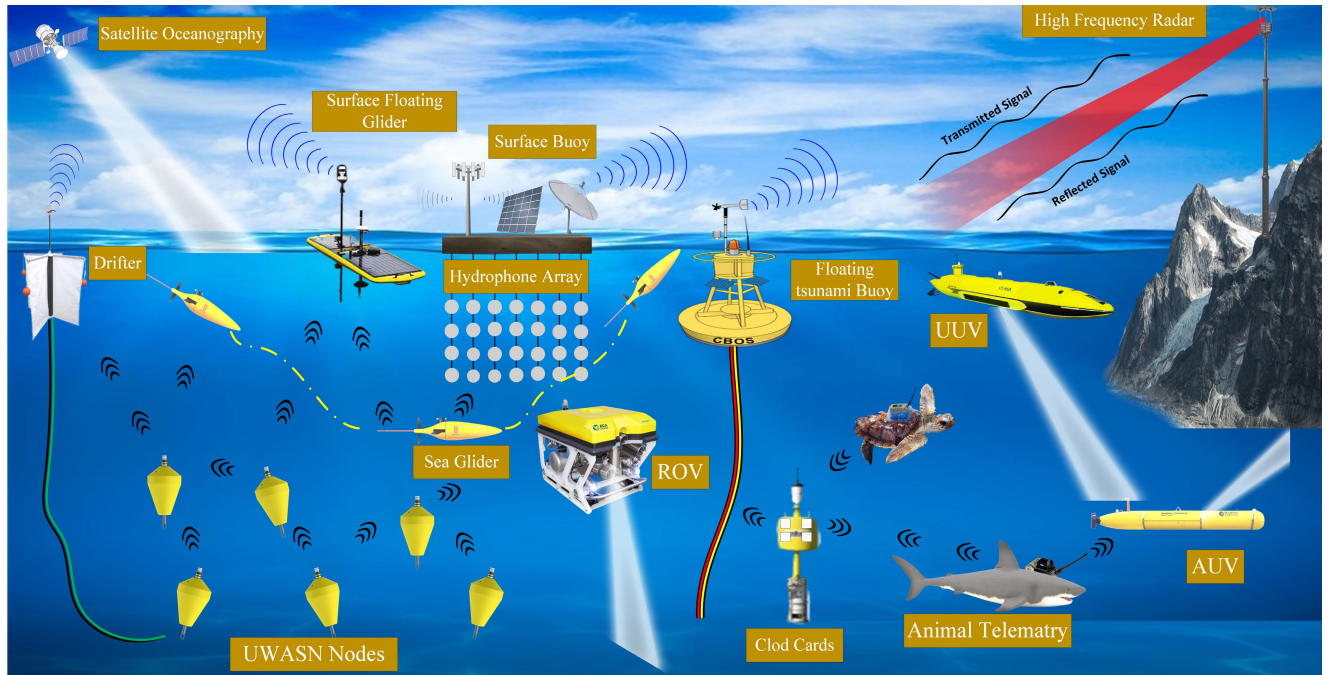 Satellite Oceanography
High Frequency Radar
Surface Floating
Glider
Transmitted Signal
Surface Buoy
Reflected Signal
Drifter
Hydrophone Array
Floating
tsunami Buoy
UUV
CBOS
Sea Glider
ROV
AUV
Animal Telematry
Clod Cards
UWASN Nodes